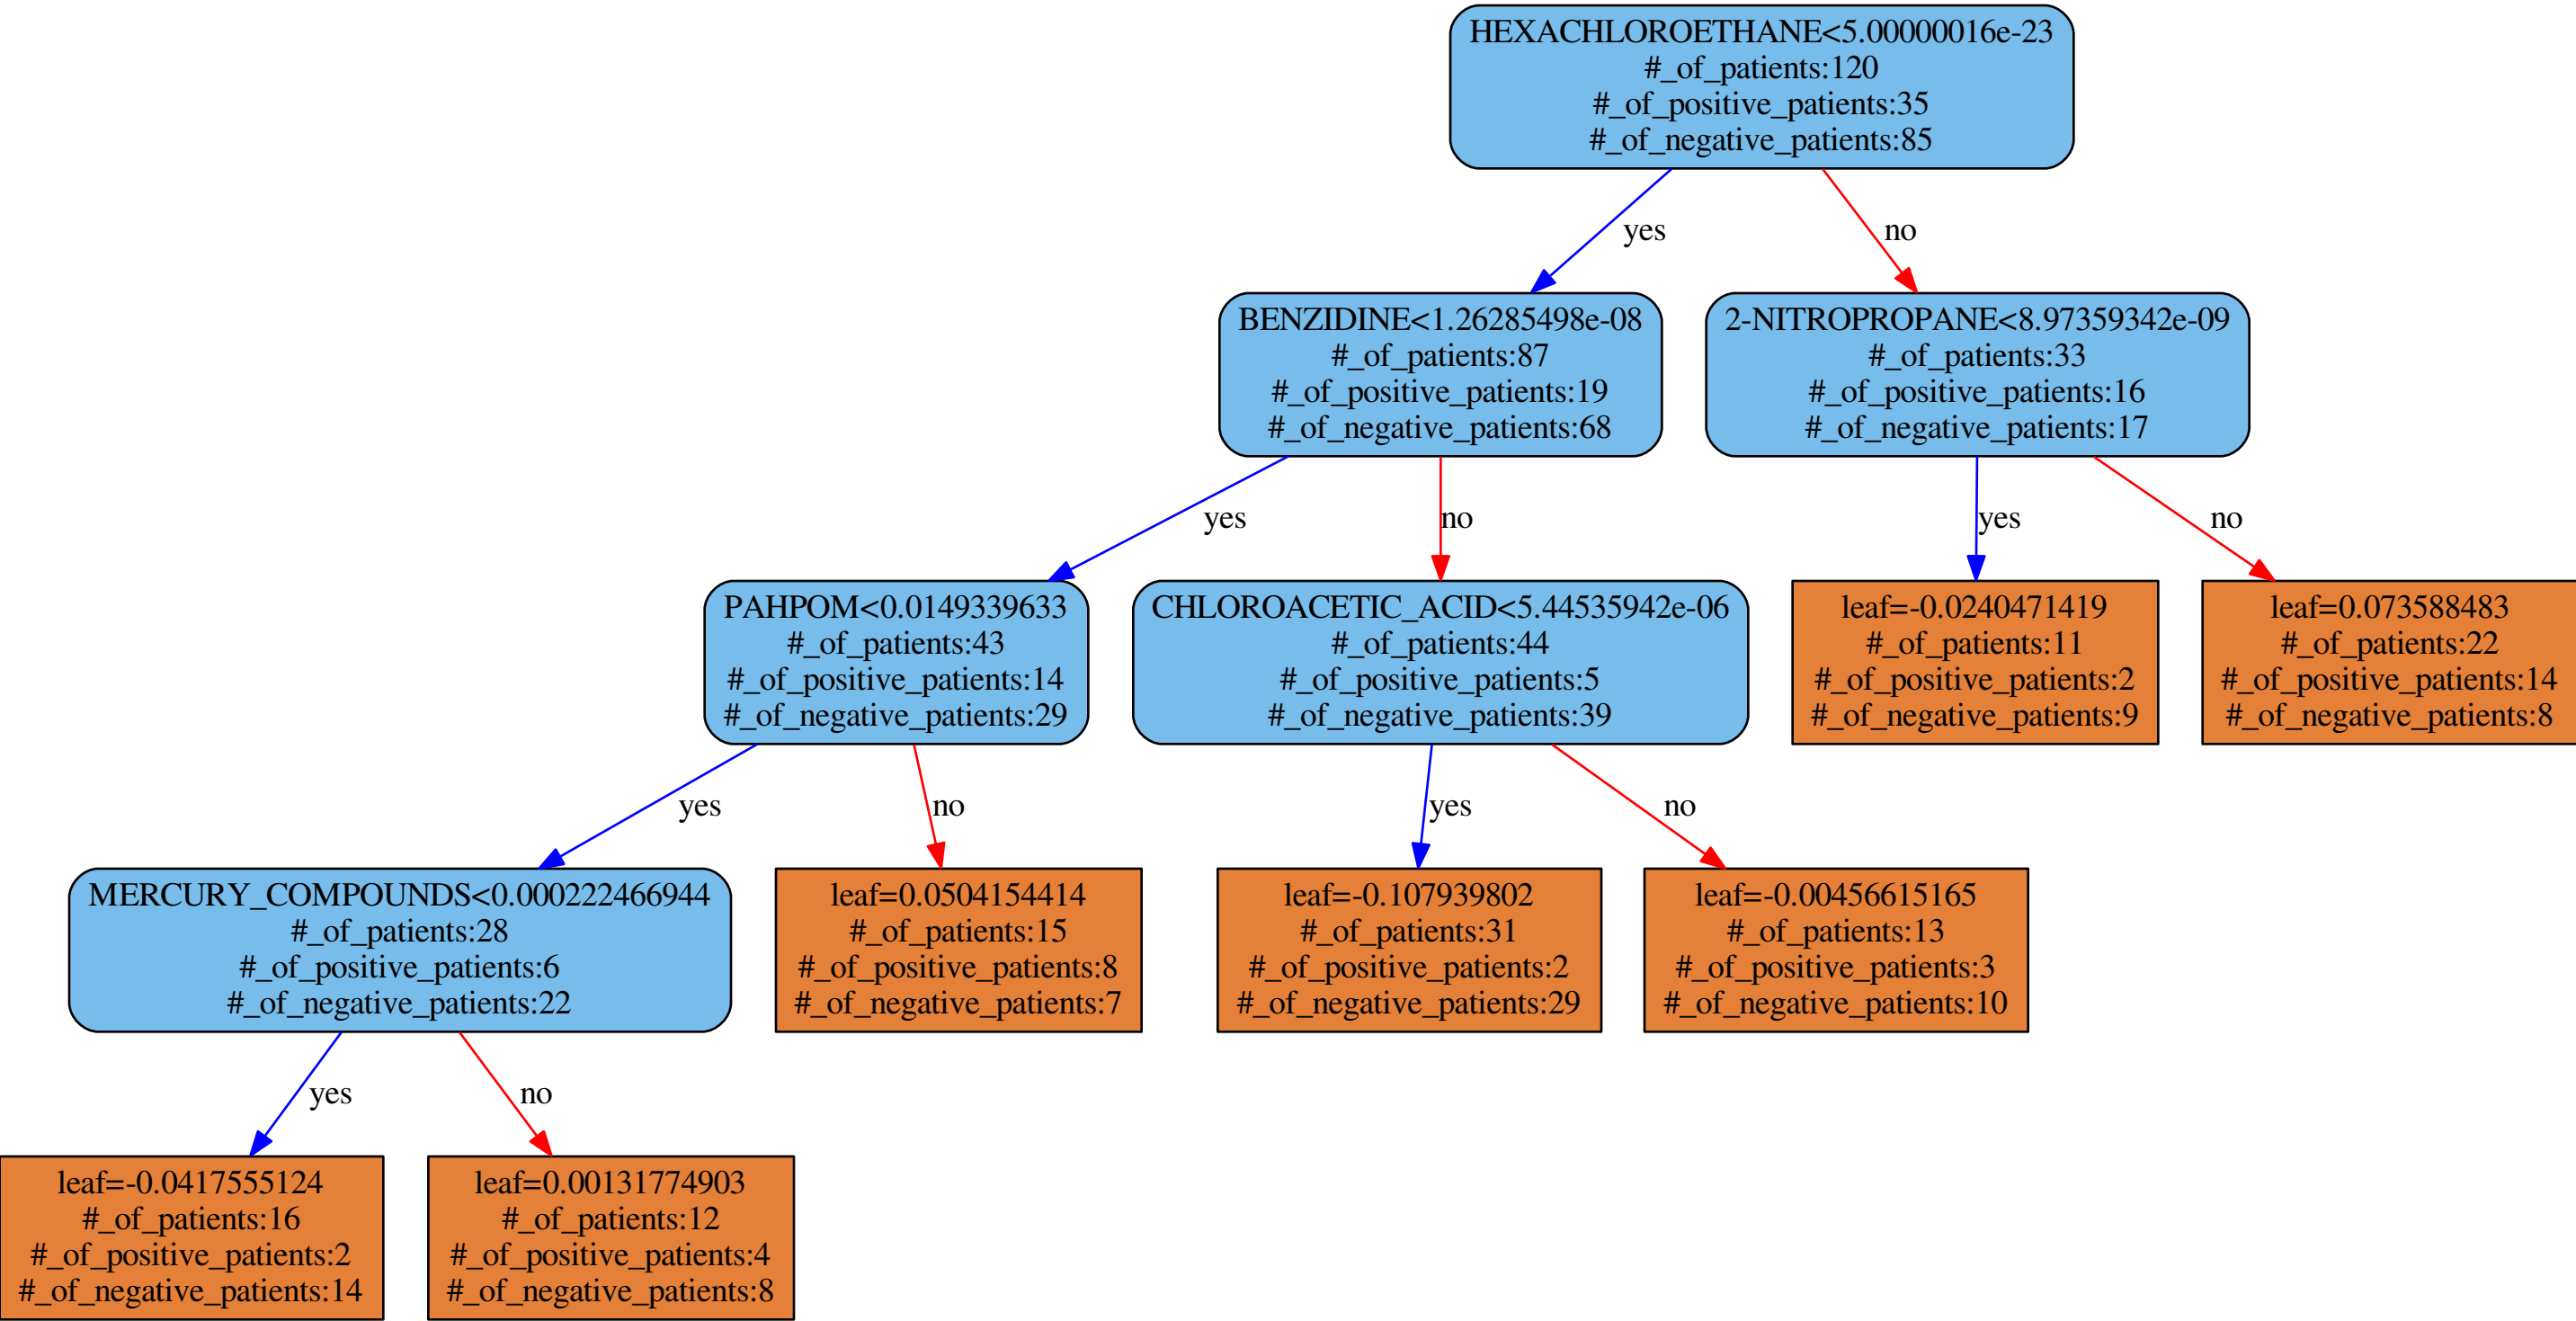 HEXACHLOROETHANE<5.00000016e-23
#_of_patients:120
#_of_positive_patients:35
#_of_negative_patients:85
yes
no
BENZIDINE<1.26285498e-08
#_of_patients:87
#_of_positive_patients:19
#_of_negative_patients:68
2-NITROPROPANE<8.97359342e-09
#_of_patients:33
#_of_positive_patients:16
#_of_negative_patients:17
yes
no
yes
no
PAHPOM<0.0149339633
#_of_patients:43
#_of_positive_patients:14
#_of_negative_patients:29
CHLOROACETIC_ACID<5.44535942e-06
#_of_patients:44
#_of_positive_patients:5
#_of_negative_patients:39
leaf=-0.0240471419
#_of_patients:11
#_of_positive_patients:2
#_of_negative_patients:9
leaf=0.073588483
#_of_patients:22
#_of_positive_patients:14
#_of_negative_patients:8
yes
no
yes
no
MERCURY_COMPOUNDS<0.000222466944
#_of_patients:28
#_of_positive_patients:6
#_of_negative_patients:22
leaf=0.0504154414
#_of_patients:15
#_of_positive_patients:8
#_of_negative_patients:7
leaf=-0.107939802
#_of_patients:31
#_of_positive_patients:2
#_of_negative_patients:29
leaf=-0.00456615165
#_of_patients:13
#_of_positive_patients:3
#_of_negative_patients:10
yes
no
leaf=-0.0417555124
#_of_patients:16
#_of_positive_patients:2
#_of_negative_patients:14
leaf=0.00131774903
#_of_patients:12
#_of_positive_patients:4
#_of_negative_patients:8